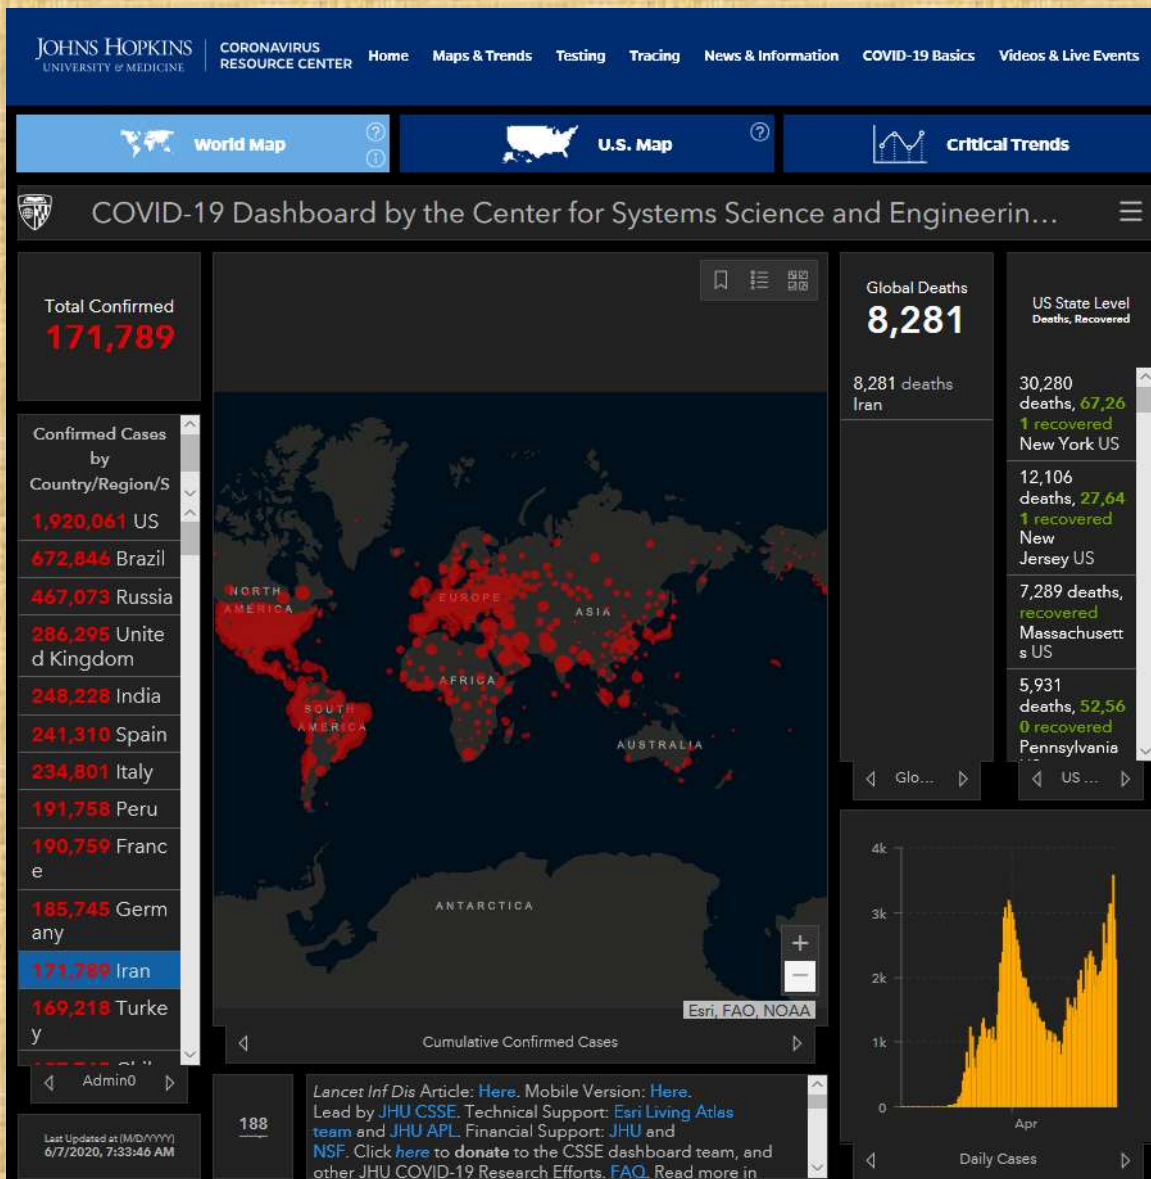 JOHNS HOPKINS
UNIVERSITY & MEDICINE
CORONAVIRUS
RESOURCE CENTER
Home
Maps & Trends
Testing
Tracing
News & Information
COVID-19 Basics
Videos & Live Events
World Map
U.S. Map
Critical Trends
COVID-19 Dashboard by the Center for Systems Science and Engineerin...
Total Confirmed
171,789
Confirmed Cases
by
Country/Region/S
1,920,061 US
672,846 Brazil
467,073 Russia
286,295 Unite
d Kingdom
248,228 India
241,310 Spain
234,801 Italy
191,758 Peru
190,759 Franc
e
185,745 Germ
any
171,789 Iran
169,218 Turke
y
Admin0
Last Updated at (M/D/YYYY)
6/7/2020, 7:33:46 AM
NORTH
AMERICA
EUROPE
ASIA
AFRICA
SOUTH
AMERICA
AUSTRALIA
ANTARCTICA
+
−
Esri, FAO, NOAA
Cumulative Confirmed Cases
188
Lancet Inf Dis Article: Here. Mobile Version: Here.
Lead by JHU CSSE. Technical Support: Esri Living Atlas
team and JHU APL. Financial Support: JHU and
NSF. Click here to donate to the CSSE dashboard team, and
other JHU COVID-19 Research Efforts. FAQ. Read more in
Global Deaths
8,281
8,281 deaths
Iran
Glo...
US State Level
Deaths, Recovered
30,280
deaths, 67,26
1 recovered
New York US
12,106
deaths, 27,64
1 recovered
New
Jersey US
7,289 deaths,
recovered
Massachusett
s US
5,931
deaths, 52,56
0 recovered
Pennsylvania
US ...
4k
3k
2k
1k
0
Apr
Daily Cases